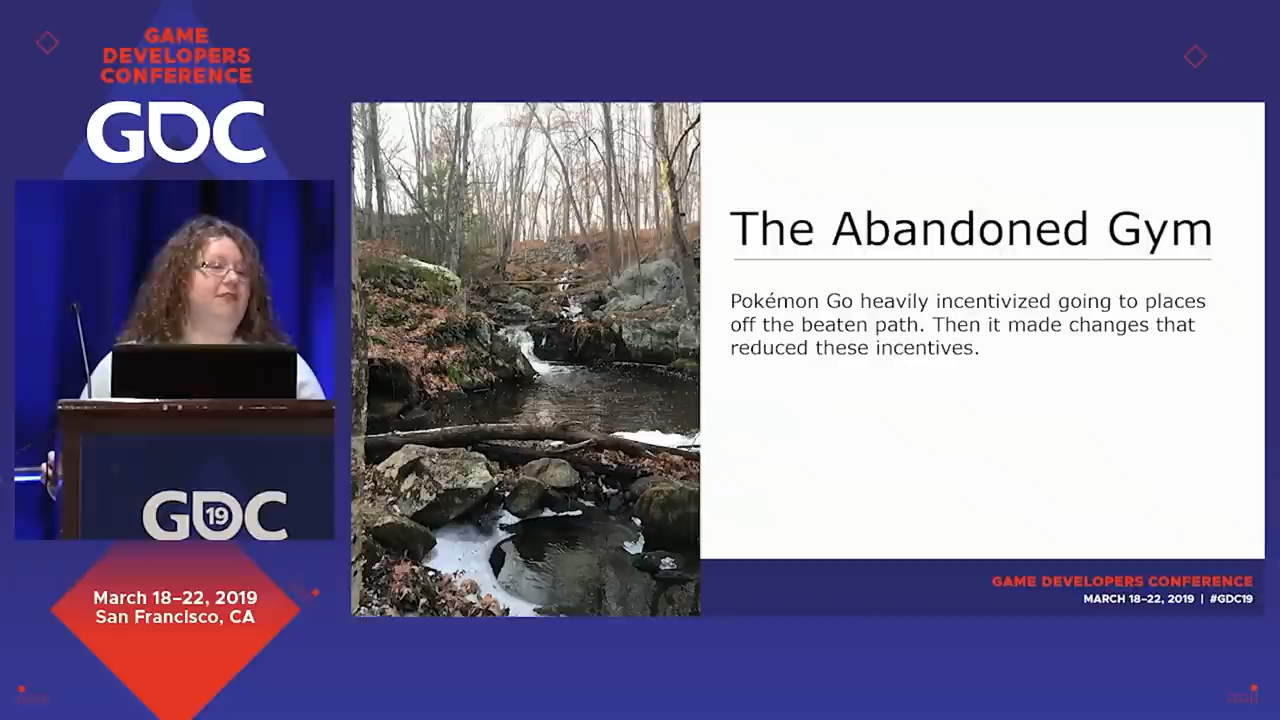 GAME
DEVELOPERS
CONFERENCE
GDC
The Abandoned Gym
Pokémon Go heavily incentivized going to places
off the beaten path. Then it made changes that
reduced these incentives.
GDC
19
March 18–22, 2019
San Francisco, CA
GAME DEVELOPERS CONFERENCE
MARCH 18–22, 2019 | #GDC19